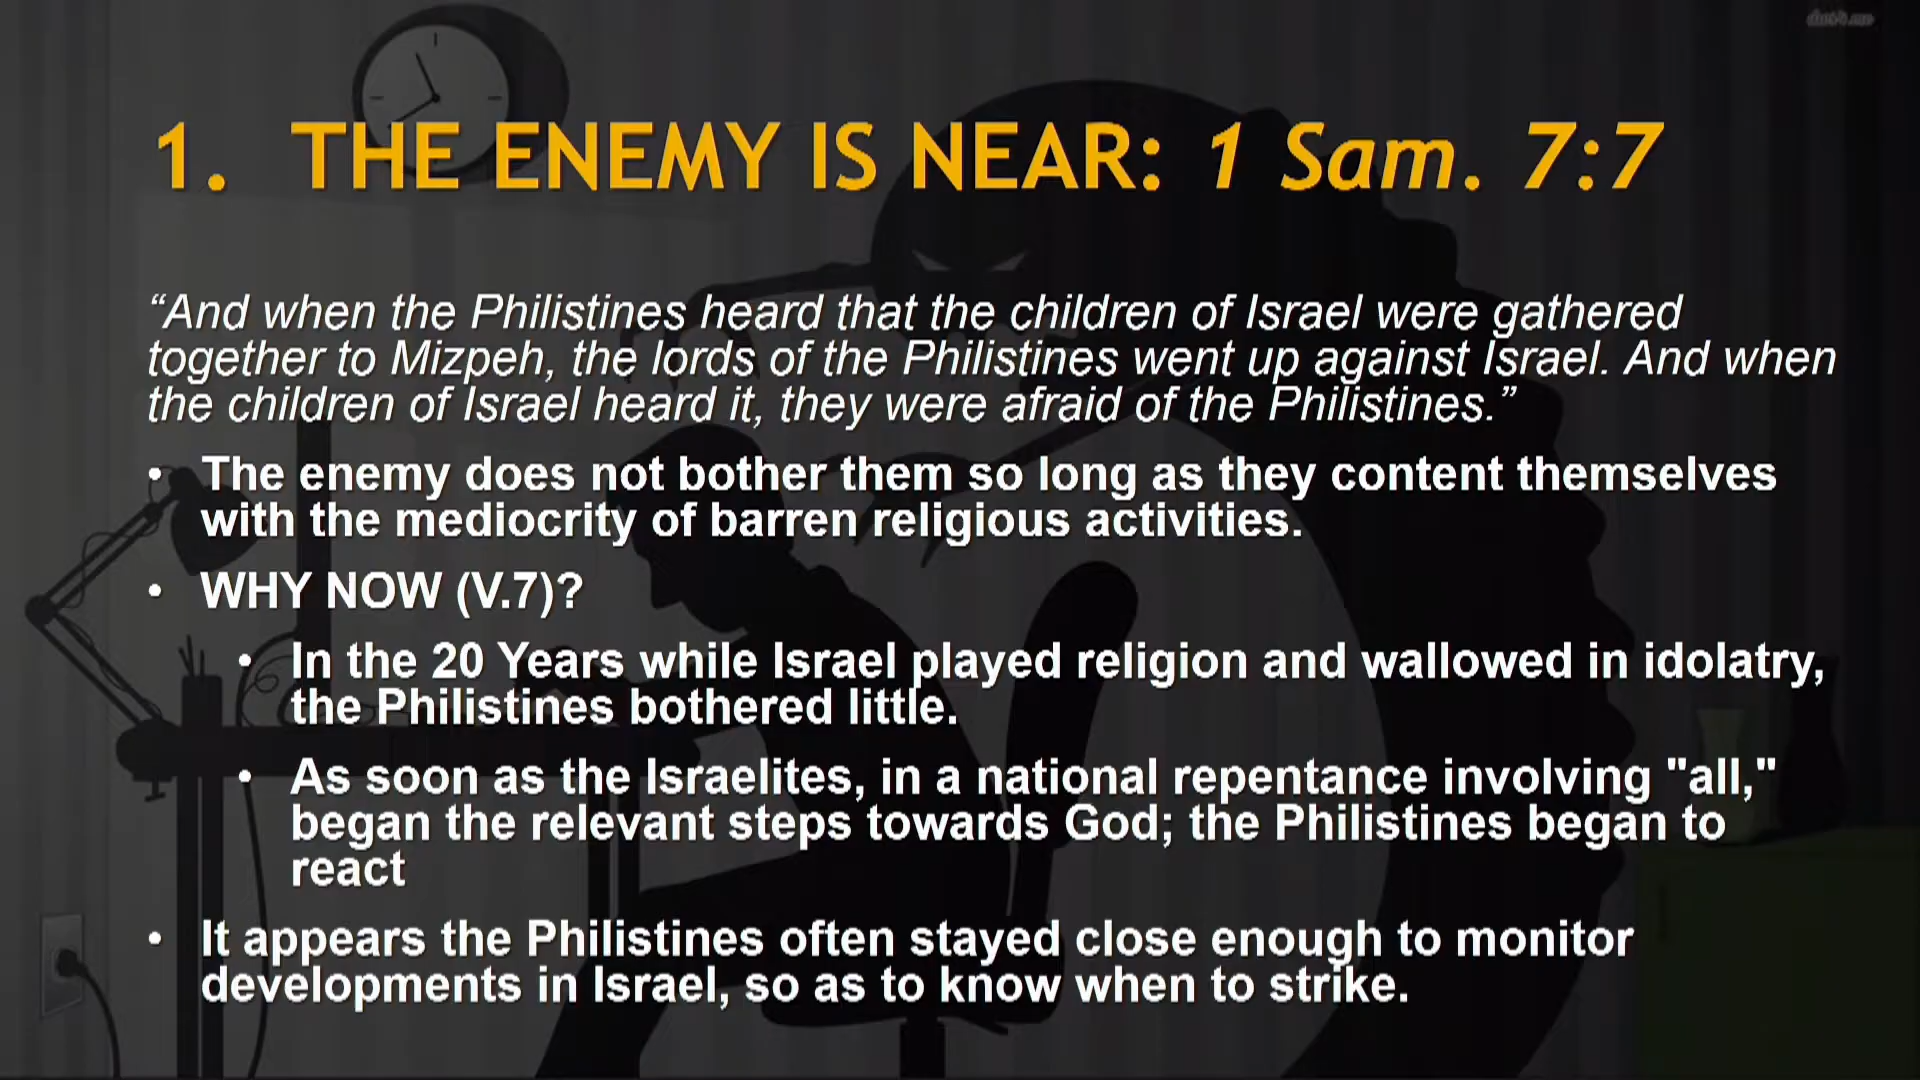 1. THE ENEMY IS NEAR: 1 Sam. 7:7
“And when the Philistines heard that the children of Israel were gathered
together to Mizpeh, the lords of the Philistines went up against Israel. And when
the children of Israel heard it, they were afraid of the Philistines.”
• The enemy does not bother them so long as they content themselves
with the mediocrity of barren religious activities.
• WHY NOW (V.7)?
• In the 20 Years while Israel played religion and wallowed in idolatry,
the Philistines bothered little.
• As soon as the Israelites, in a national repentance involving "all,"
began the relevant steps towards God; the Philistines began to
react
• It appears the Philistines often stayed close enough to monitor
developments in Israel, so as to know when to strike.